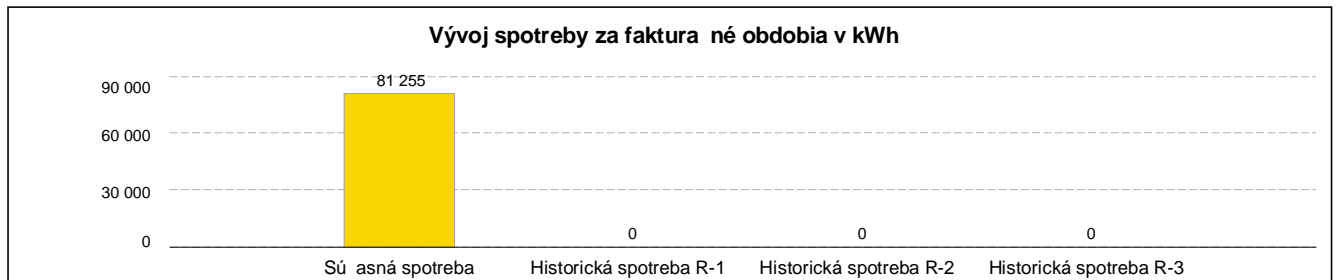 Vývoj spotreby za faktura né obdobia v kWh
81 255
90 000
60 000
30 000
0
0
0
0
Sú asná spotreba
Historická spotreba R-1
Historická spotreba R-2
Historická spotreba R-3